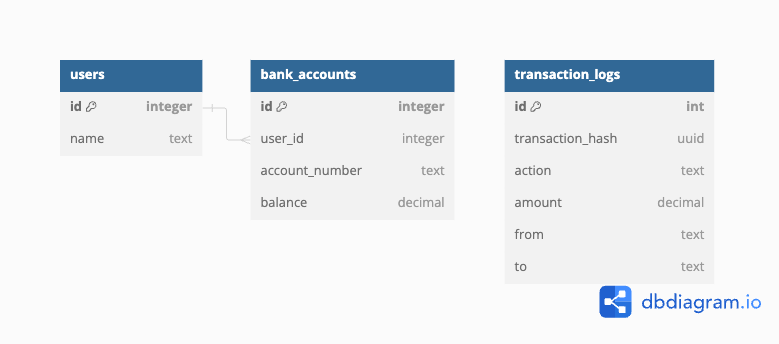 users
id integer
name text
bank_accounts
id integer
user_id integer
account_number text
balance decimal
transaction_logs
id int
transaction_hash uuid
action text
amount decimal
from text
to text
dbdiagram.io